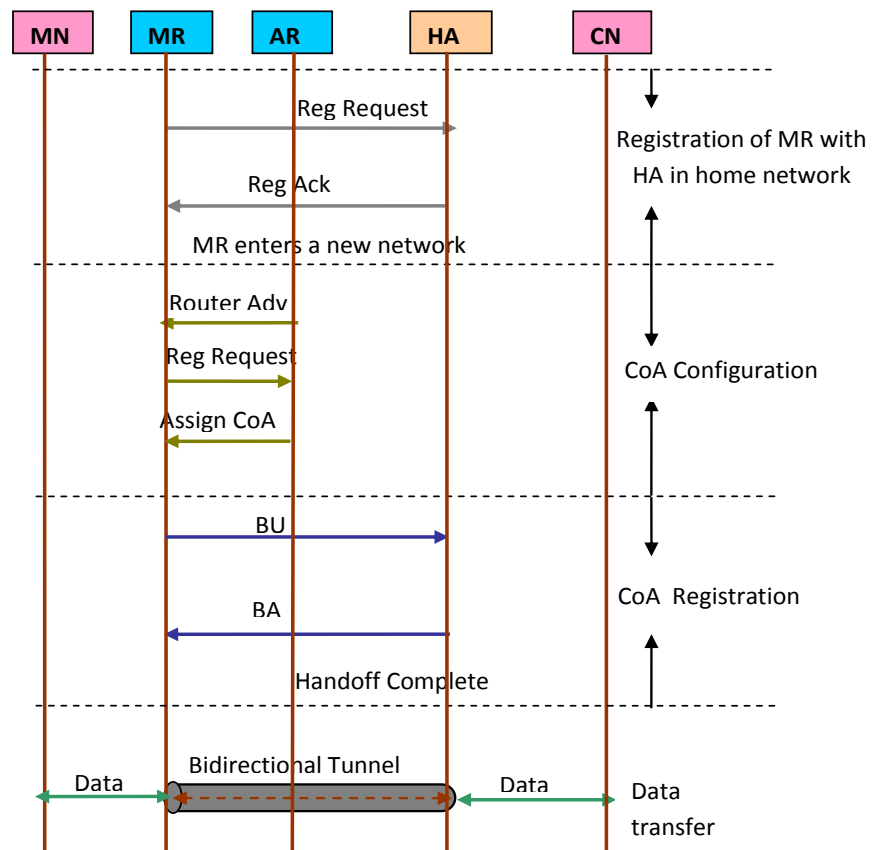 MN
MR
AR
HA
CN
Reg Request
Registration of MR with
HA in home network
Reg Ack
MR enters a new network
Router Adv
Reg Request
CoA Configuration
Assign CoA
BU
CoA Registration
BA
Handoff Complete
Bidirectional Tunnel
Data
Data
Data
transfer